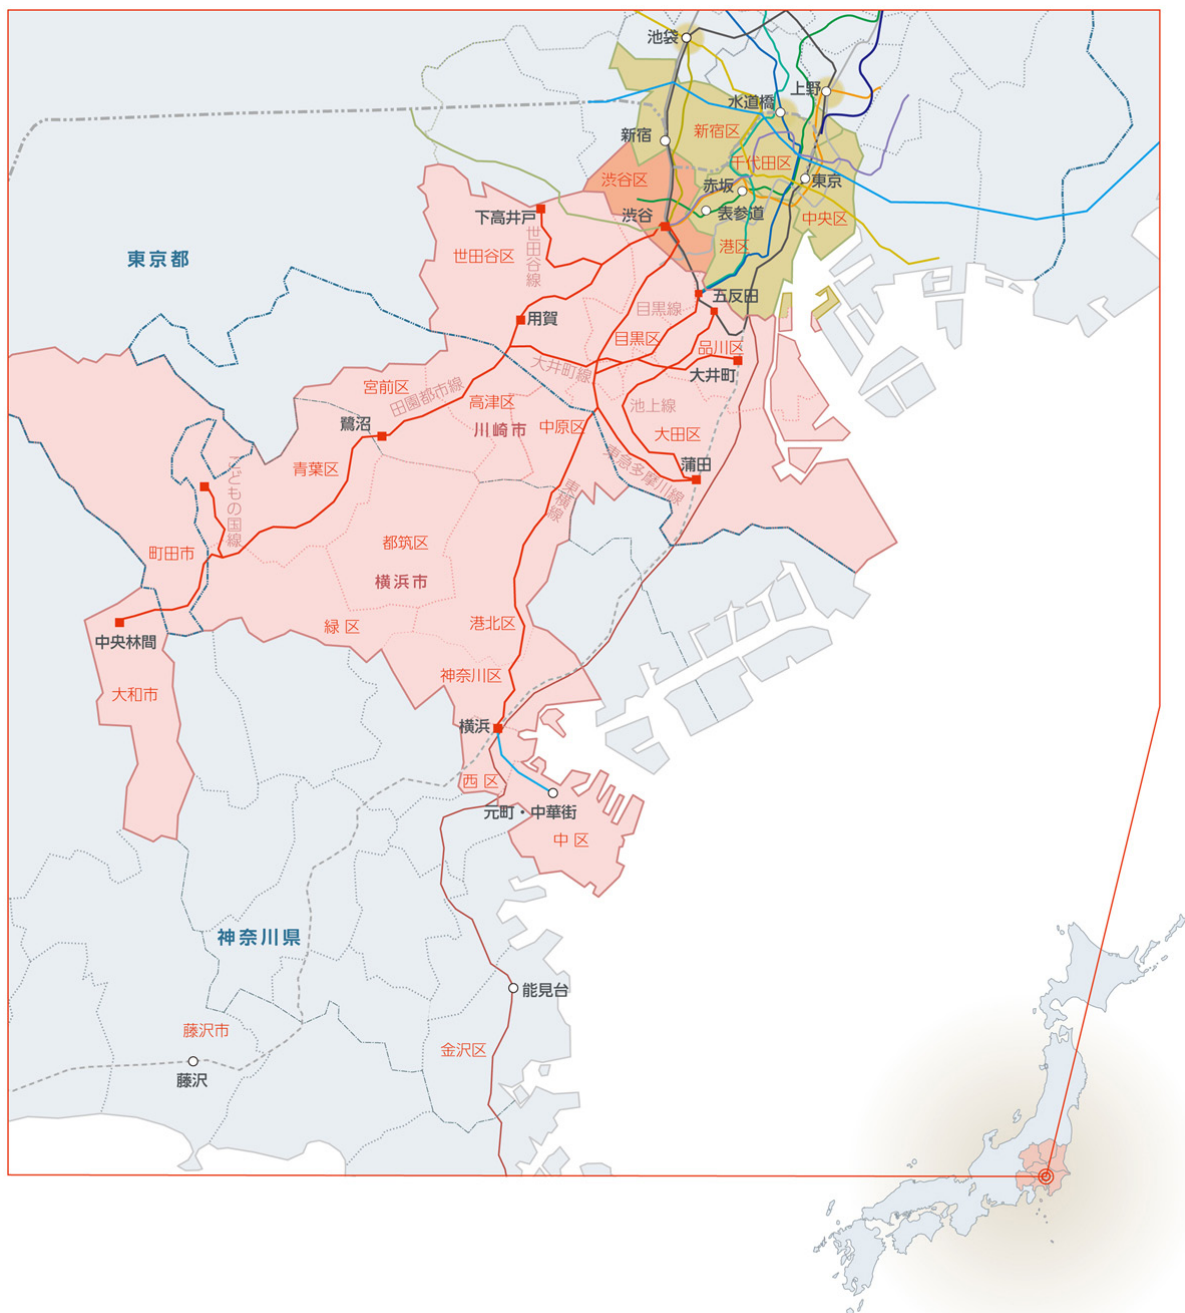 池袋
上野
水道橋
新宿
新宿区
千代田区
渋谷区
赤坂
東京
渋谷
表参道
中央区
下高井戸
世田谷線
世田谷区
港区
東京都
五反田
目黒線
用賀
目黒区
品川区
大井町線
大井町
宮前区
田園都市線
高津区
池上線
鷺沼
川崎市
中原区
大田区
青葉区
こどもの国線
東急多摩川線
蒲田
東横線
町田市
都筑区
横浜市
中央林間
緑区
港北区
大和市
神奈川区
横浜
西区
元町・中華街
中区
神奈川県
能見台
藤沢市
金沢区
藤沢